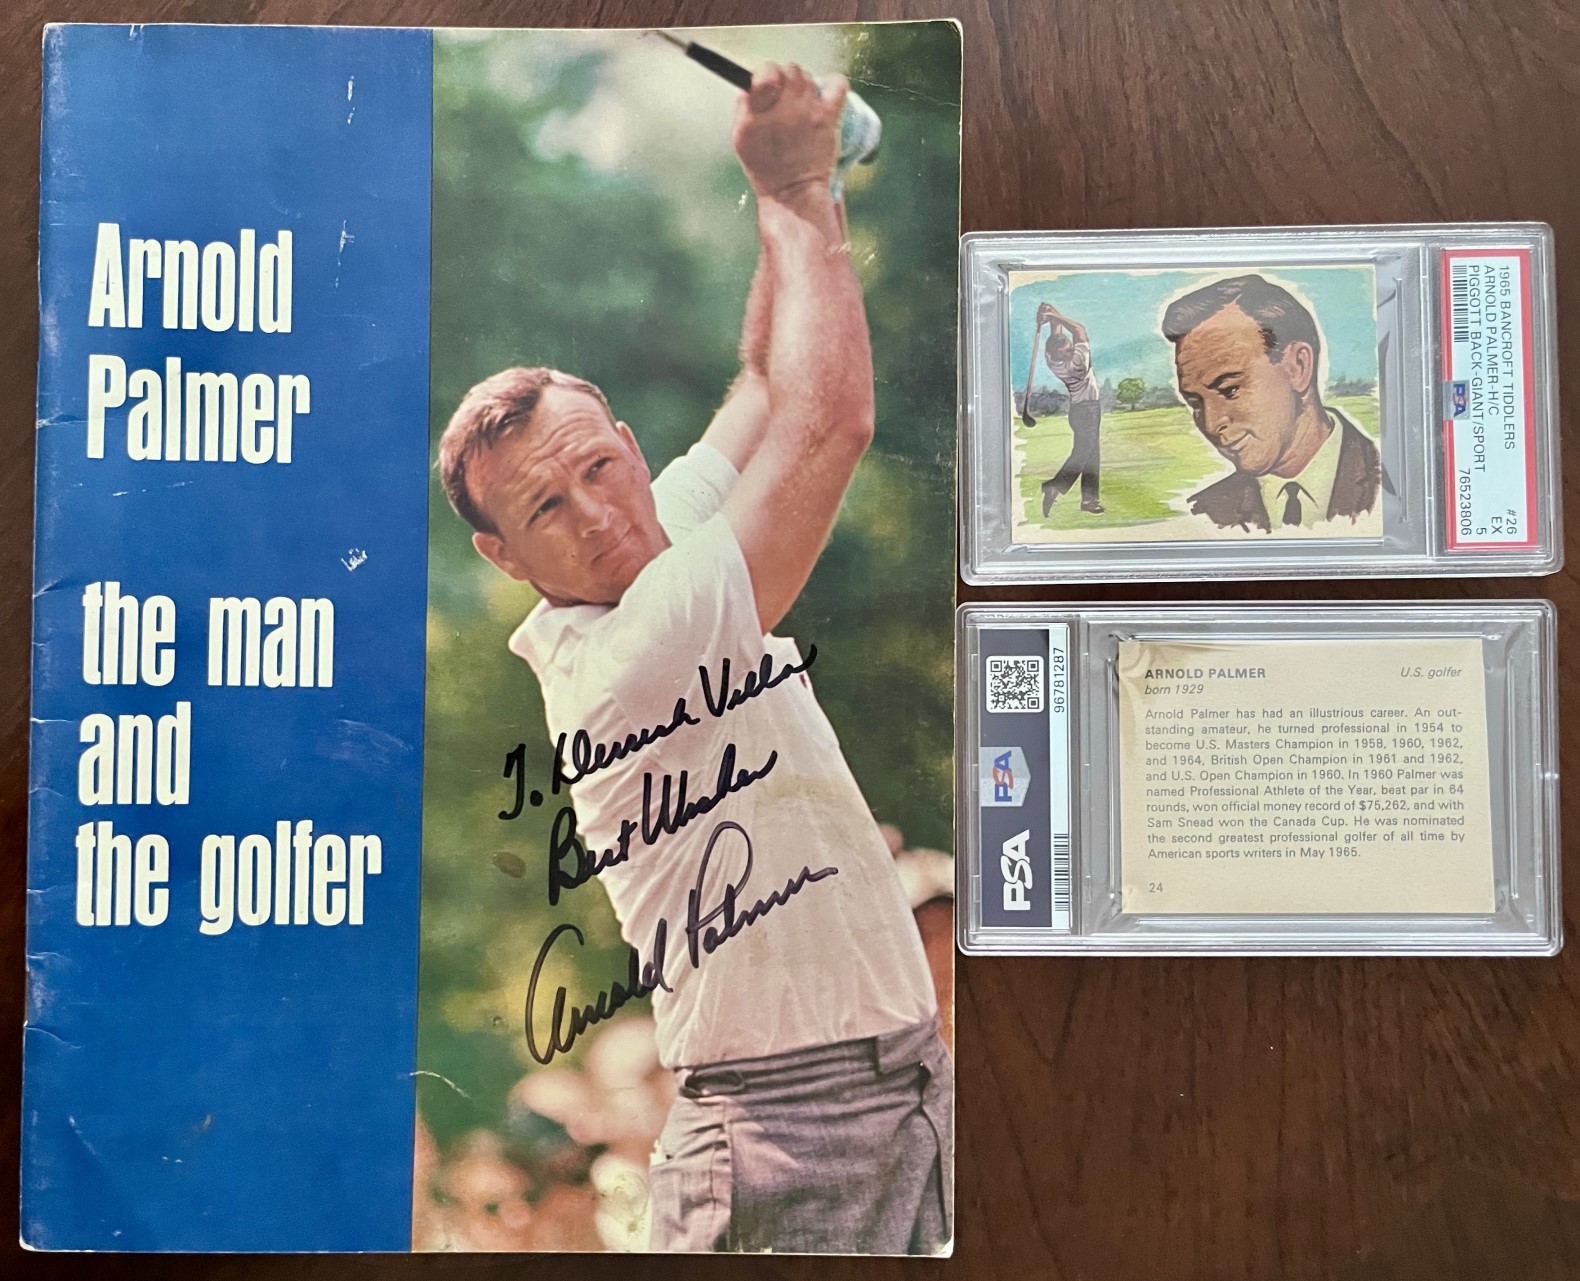 Arnold
Palmer
the man
and
the golfer
Best Wishes
Arnold Palmer
1965 BANCROFT TIDDLERS #26
ARNOLD PALMER-H/C EX
PIGGOTT BACK-GIANT/SPORT 5
76523806
PSA
96781287
PSA
PSA
ARNOLD PALMER U.S. golfer
born 1929
Arnold Palmer has had an illustrious career. An out-
standing amateur, he turned professional in 1954 to
become U.S. Masters Champion in 1958, 1960, 1962,
and 1964, British Open Champion in 1961 and 1962,
and U.S. Open Champion in 1960. In 1960 Palmer was
named Professional Athlete of the Year, beat par in 64
rounds, won official money record of $75,262, and with
Sam Snead won the Canada Cup. He was nominated
the second greatest professional golfer of all time by
American sports writers in May 1965.
24